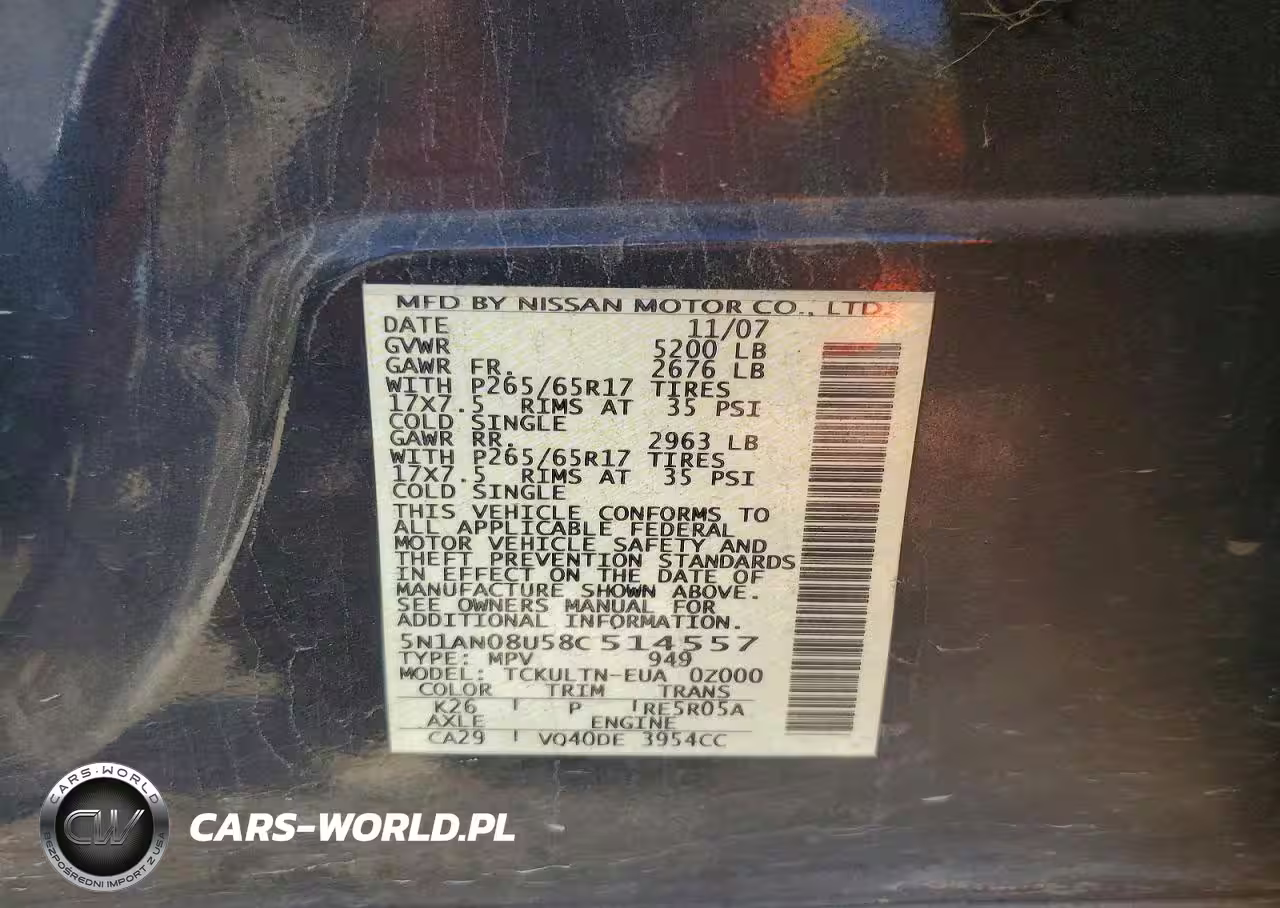 MFD BY NISSAN MOTOR CO., LTD.
DATE 11/07
GVWR 5200 LB
GAWR FR. 2676 LB
WITH P265/65R17 TIRES
17X7.5 RIMS AT 35 PSI
COLD SINGLE
GAWR RR. 2963 LB
WITH P265/65R17 TIRES
17X7.5 RIMS AT 35 PSI
COLD SINGLE
THIS VEHICLE CONFORMS TO
ALL APPLICABLE FEDERAL
MOTOR VEHICLE SAFETY AND
THEFT PREVENTION STANDARDS
IN EFFECT ON THE DATE OF
MANUFACTURE SHOWN ABOVE.
SEE OWNERS MANUAL FOR
ADDITIONAL INFORMATION.
5N1AN08U58C514557
TYPE: MPV 949
MODEL: TCKULTN-EUA 0Z000
COLOR TRIM TRANS
K26 P RE5R05A
AXLE ENGINE
CA29 VQ40DE 3954CC
CARS-WORLD
CW
BEZPOŚREDNI IMPORT Z USA
CARS-WORLD.PL